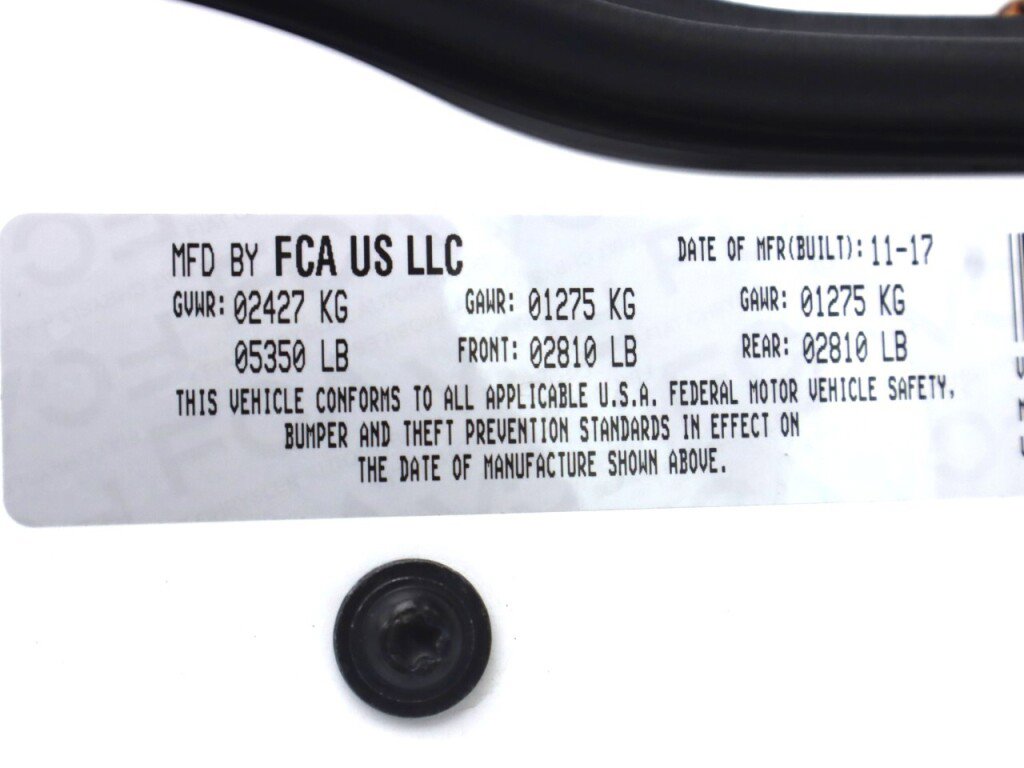 MFD BY FCA US LLC DATE OF MFR(BUILT): 11-17
GVWR: 02427 KG GAWR: 01275 KG GAWR: 01275 KG
05350 LB FRONT: 02810 LB REAR: 02810 LB
THIS VEHICLE CONFORMS TO ALL APPLICABLE U.S.A. FEDERAL MOTOR VEHICLE SAFETY,
BUMPER AND THEFT PREVENTION STANDARDS IN EFFECT ON
THE DATE OF MANUFACTURE SHOWN ABOVE.